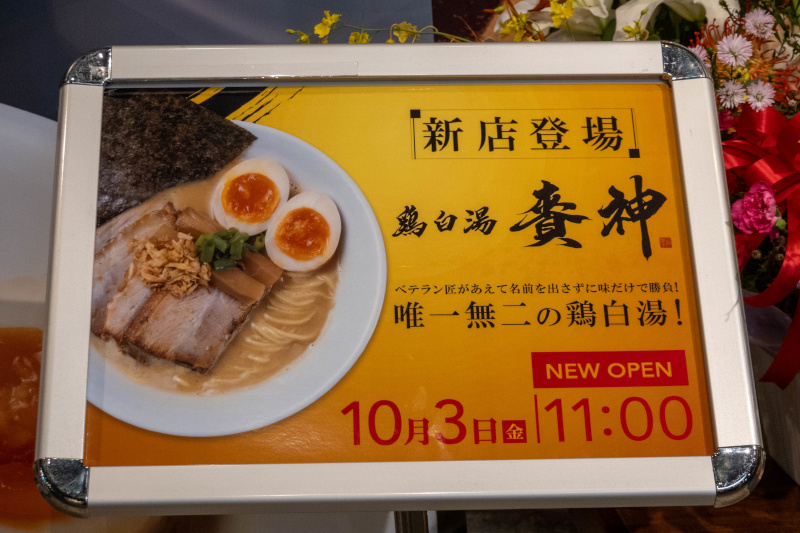 新店登場
鶏白湯 賚神
ベテラン匠があえて名前を出さずに味だけで勝負!
唯一無二の鶏白湯!
NEW OPEN
10月3日金 11:00